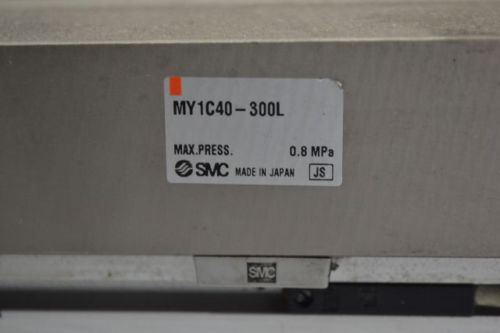 MY1C40-300L
MAX.PRESS. 0.8 MPa
SMC MADE IN JAPAN JS
SMC